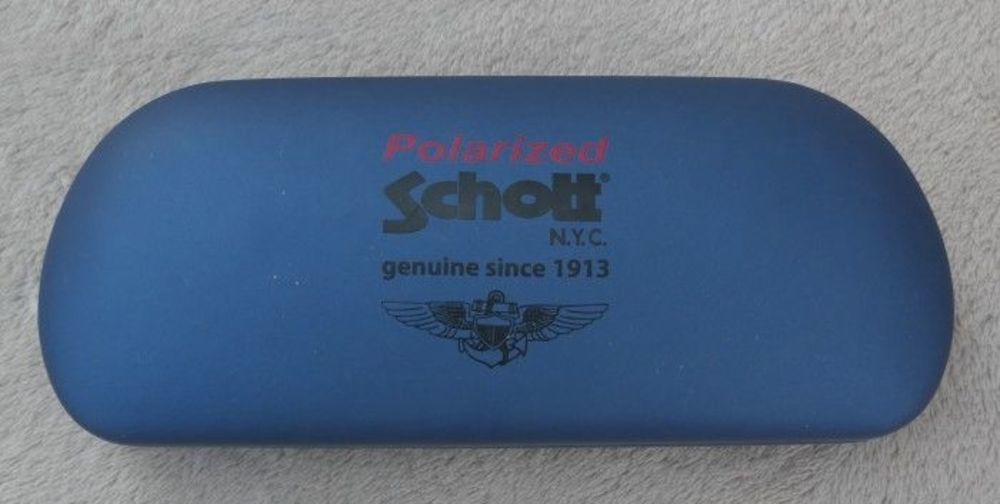 Polarized
Schott®
N.Y.C.
genuine since 1913